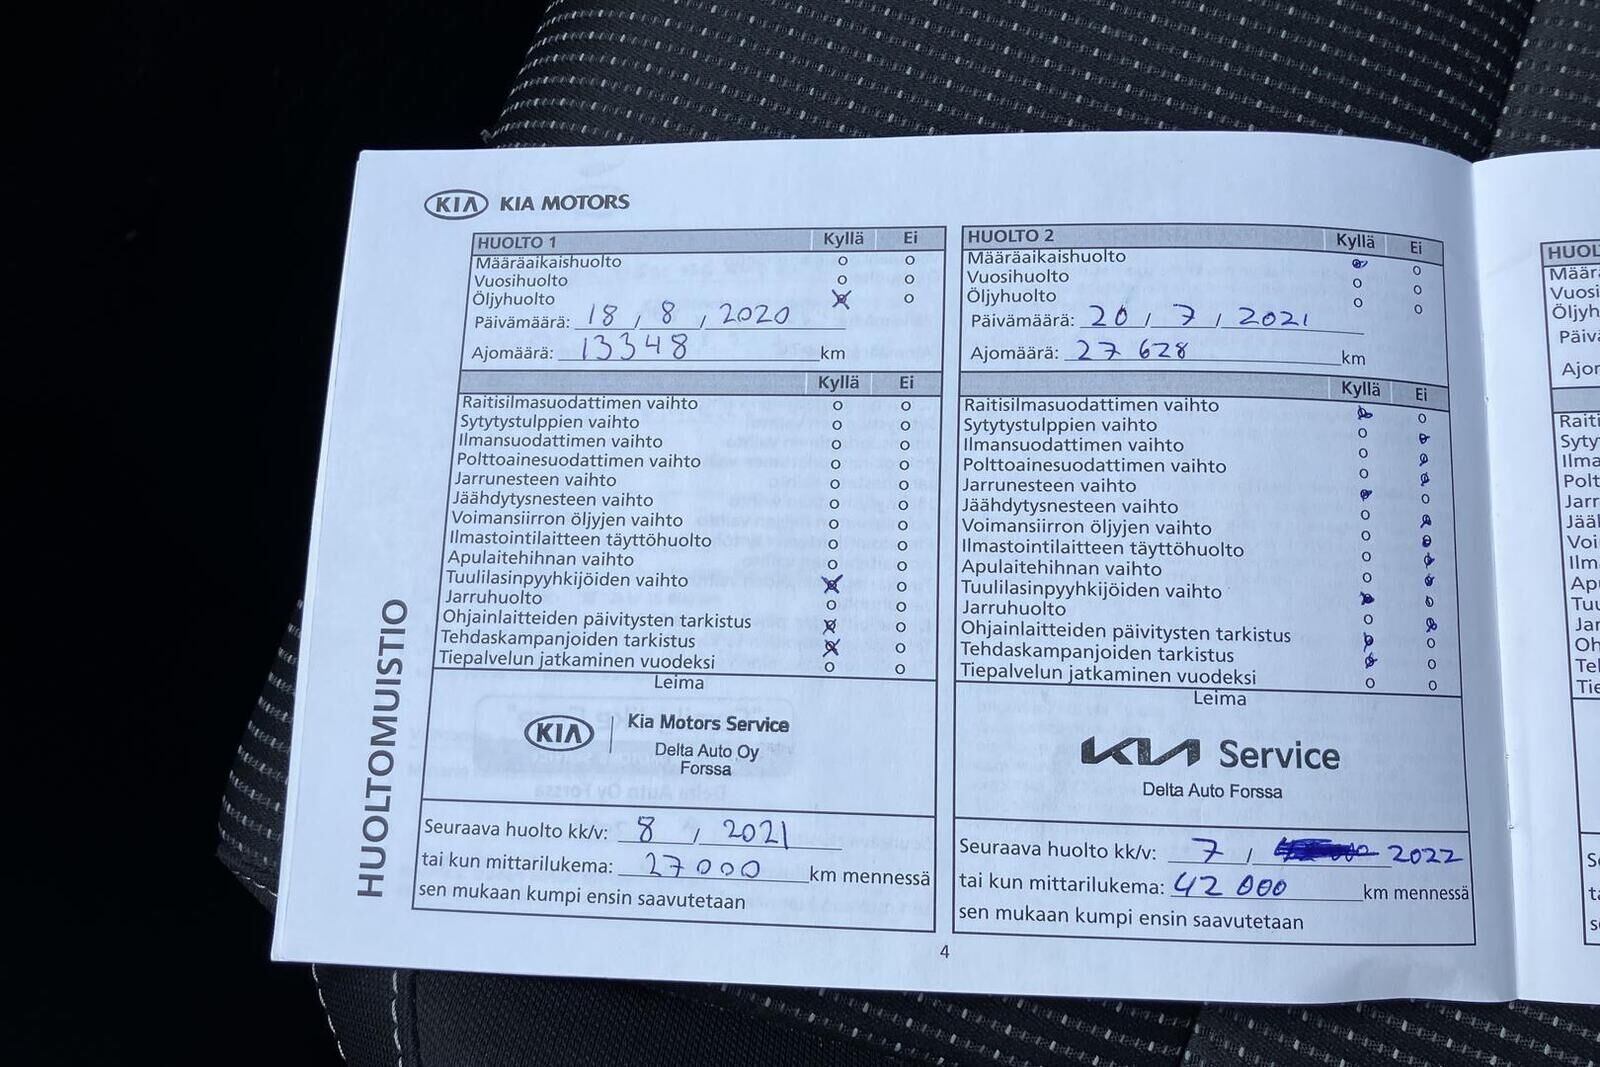 KIA KIA MOTORS
HUOLTOMUISTIO
HUOLTO 1 Kyllä Ei
Määräaikaishuolto o o
Vuosihuolto o o
Öljyhuolto x o
Päivämäärä: 18 / 8 / 2020
Ajomäärä: 13348 km
Kyllä Ei
Raitisilmasuodattimen vaihto o o
Sytytystulppien vaihto o o
Ilmansuodattimen vaihto o o
Polttoainesuodattimen vaihto o o
Jarrunesteen vaihto o o
Jäähdytysnesteen vaihto o o
Voimansiirron öljyjen vaihto o o
Ilmastointilaitteen täyttöhuolto o o
Apulaitehihnan vaihto o o
Tuulilasinpyyhkijöiden vaihto x o
Jarruhuolto o o
Ohjainlaitteiden päivitysten tarkistus x o
Tehdaskampanjoiden tarkistus x o
Tiepalvelun jatkaminen vuodeksi o o
Leima
KIA | Kia Motors Service
Delta Auto Oy
Forssa
Seuraava huolto kk/v: 8 / 2021
tai kun mittarilukema: 27000 km mennessä
sen mukaan kumpi ensin saavutetaan
HUOLTO 2 Kyllä Ei
Määräaikaishuolto x o
Vuosihuolto o o
Öljyhuolto o o
Päivämäärä: 20 / 7 / 2021
Ajomäärä: 27 628 km
Kyllä Ei
Raitisilmasuodattimen vaihto x o
Sytytystulppien vaihto o x
Ilmansuodattimen vaihto o x
Polttoainesuodattimen vaihto o x
Jarrunesteen vaihto x o
Jäähdytysnesteen vaihto o x
Voimansiirron öljyjen vaihto o x
Ilmastointilaitteen täyttöhuolto o x
Apulaitehihnan vaihto o x
Tuulilasinpyyhkijöiden vaihto x o
Jarruhuolto o x
Ohjainlaitteiden päivitysten tarkistus x o
Tehdaskampanjoiden tarkistus x o
Tiepalvelun jatkaminen vuodeksi o o
Leima
KIA Service
Delta Auto Forssa
Seuraava huolto kk/v: 7 / 2022
tai kun mittarilukema: 42 000 km mennessä
sen mukaan kumpi ensin saavutetaan
4